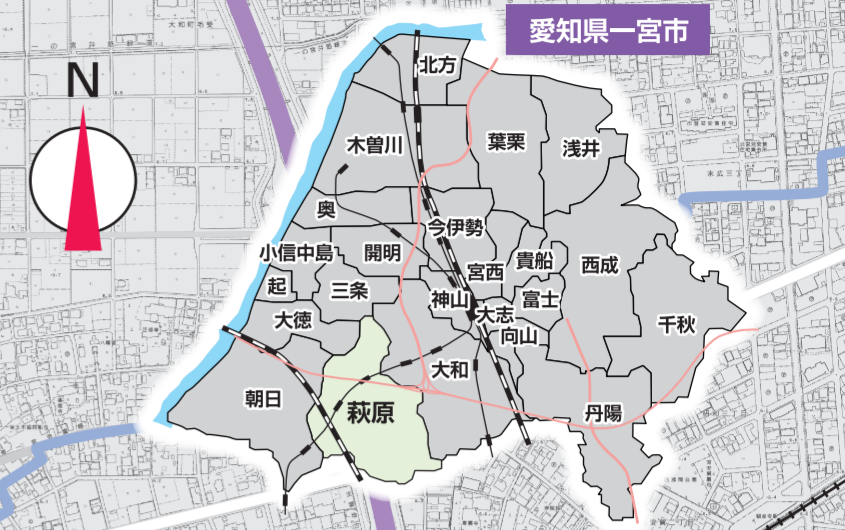 愛知県一宮市
N
北方
木曽川
葉栗
浅井
奥
今伊勢
小信中島
開明
宮西
貴船
西成
起
三条
神山
富士
大志
大徳
向山
千秋
大和
朝日
萩原
丹陽